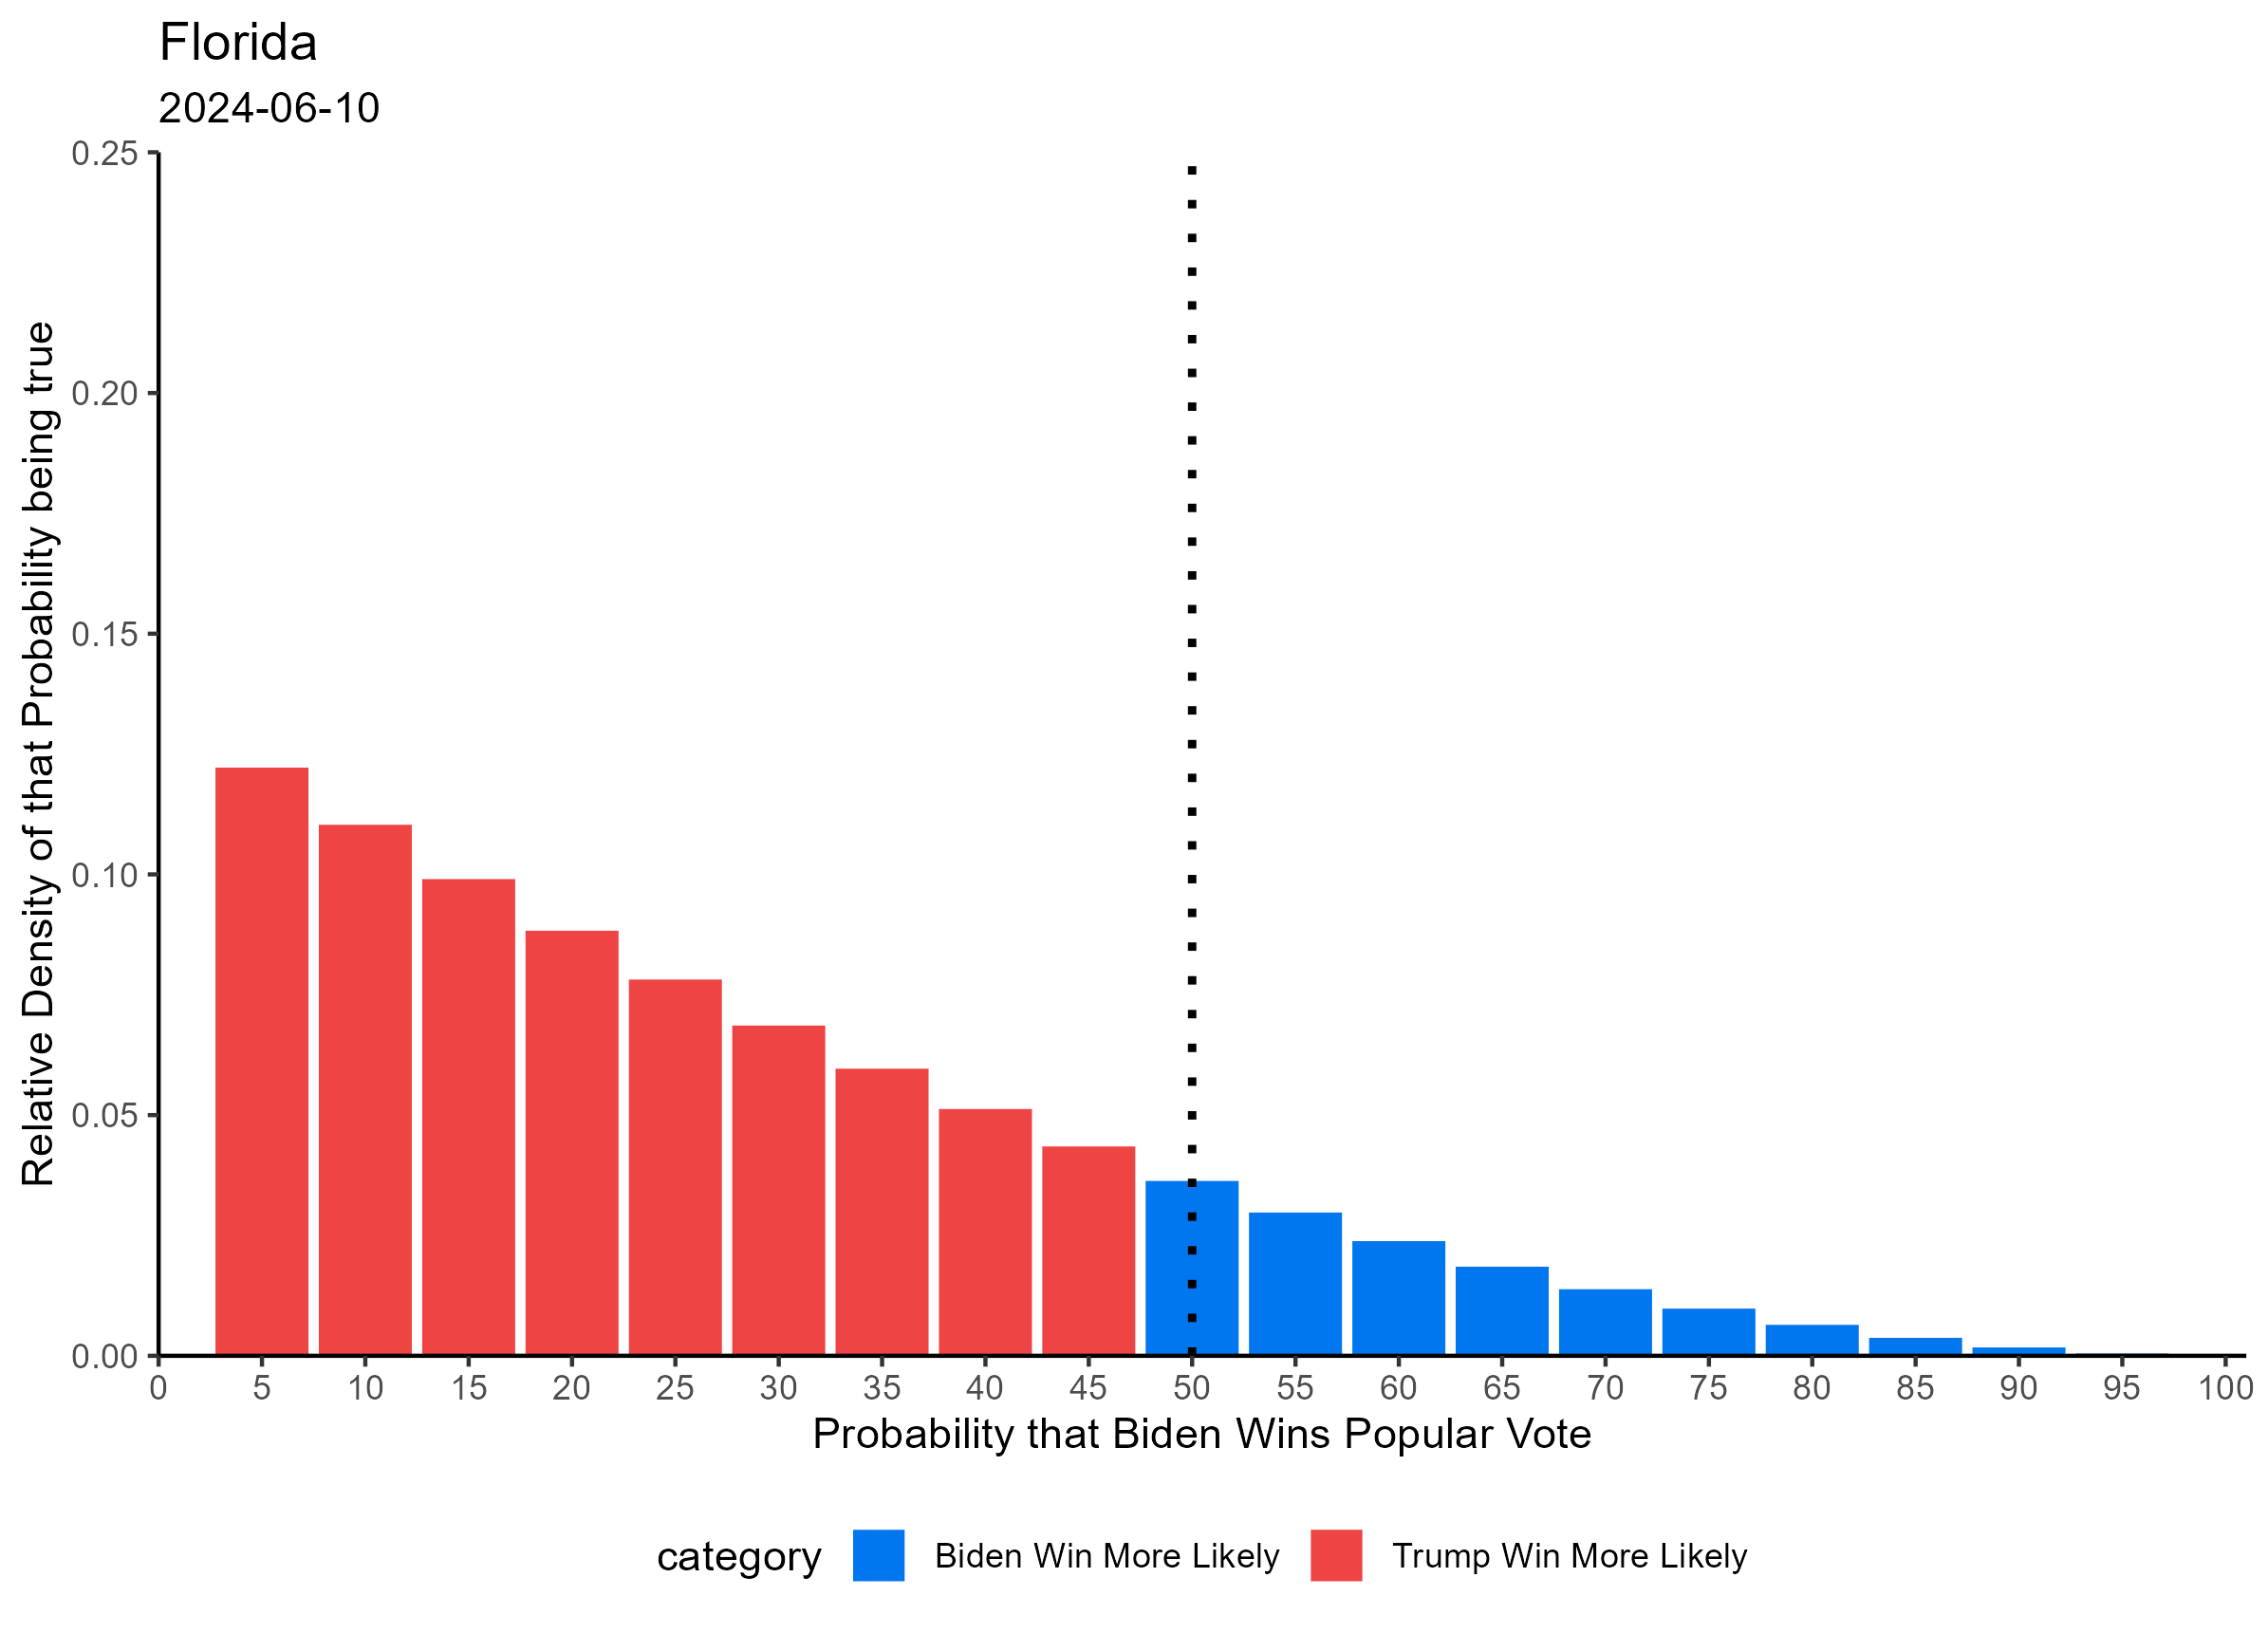 Florida
2024-06-10
Relative Density of that Probability being true
0.25
0.20
0.15
0.10
0.05
0.00
0 5 10 15 20 25 30 35 40 45 50 55 60 65 70 75 80 85 90 95 100
Probability that Biden Wins Popular Vote
category Biden Win More Likely Trump Win More Likely